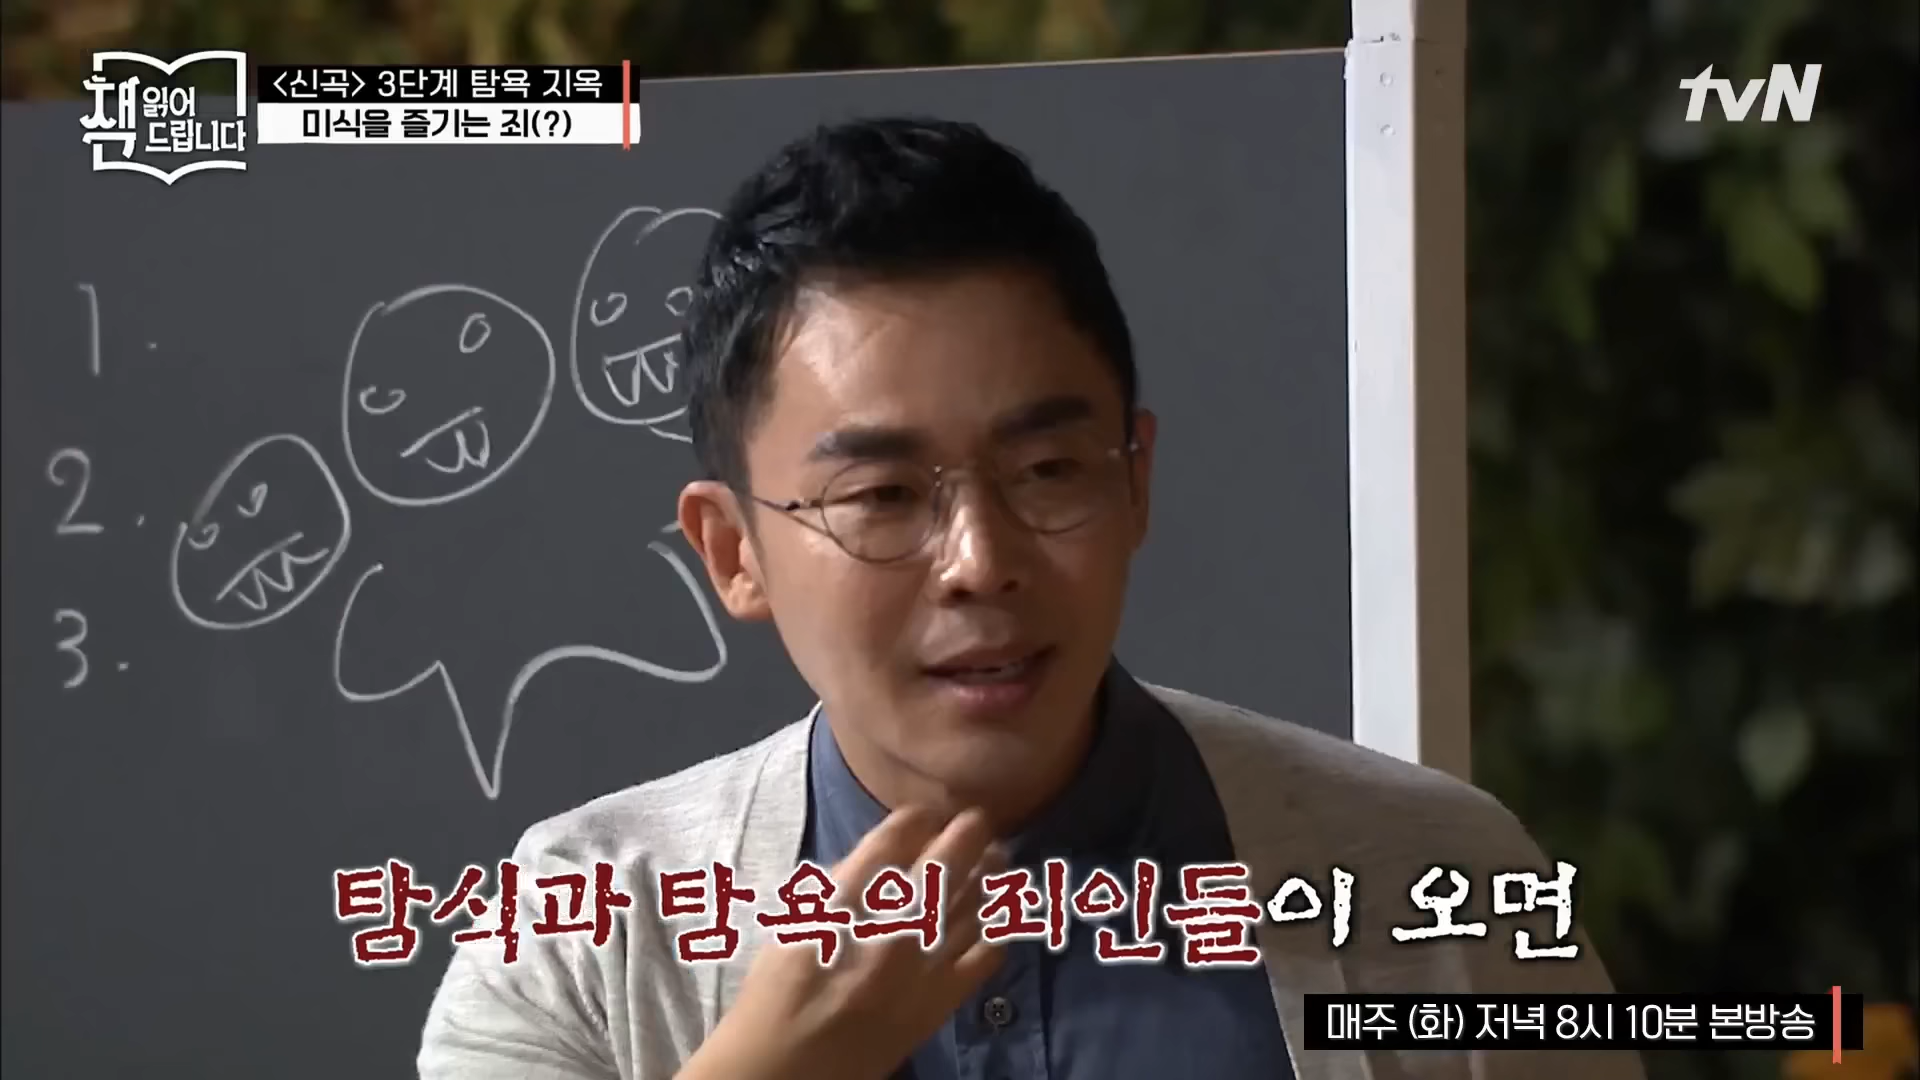 책 읽어
드립니다
<신곡> 3단계 탐욕 지옥
미식을 즐기는 죄(?)
tvN
1.
2.
3.
탐식과 탐욕의 죄인들이 오면
매주 (화) 저녁 8시 10분 본방송